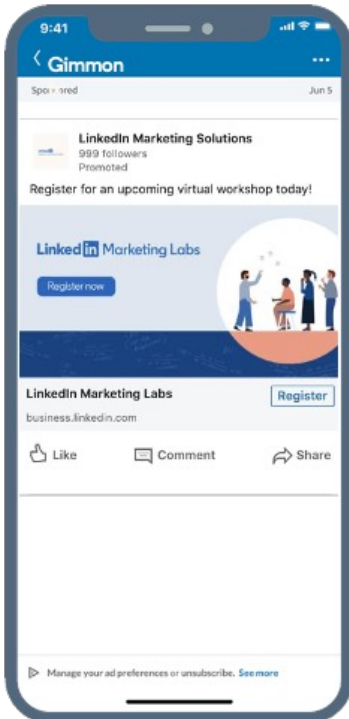 9:41
Gimmon
Sponsored Jun 5
LinkedIn Marketing Solutions
999 followers
Promoted
Register for an upcoming virtual workshop today!
Linked in Marketing Labs
Register now
LinkedIn Marketing Labs Register
business.linkedin.com
Like Comment Share
Manage your ad preferences or unsubscribe. See more